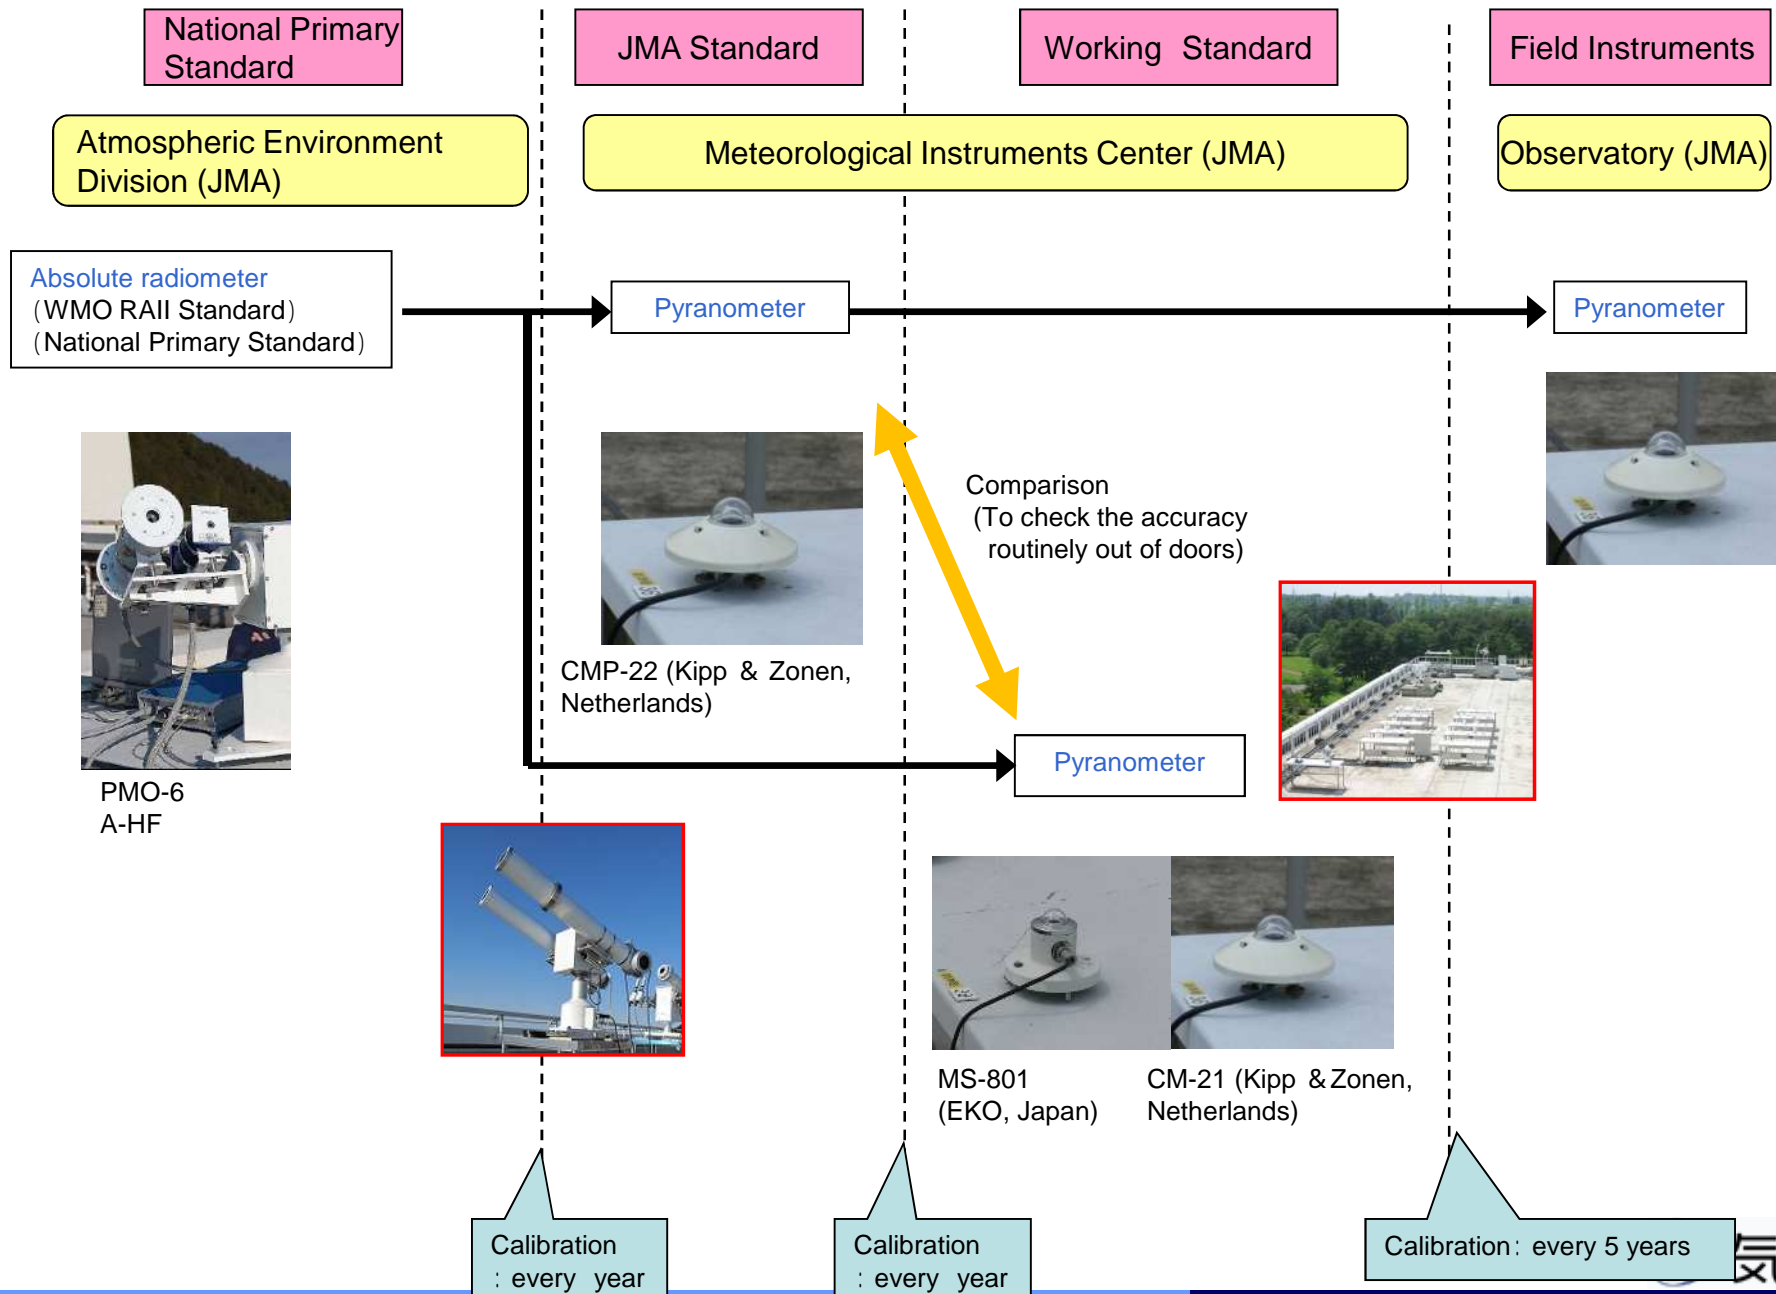 National Primary
Standard
JMA Standard
Working Standard
Field Instruments
Atmospheric Environment
Division (JMA)
Meteorological Instruments Center (JMA)
Observatory (JMA)
Absolute radiometer
(WMO RAII Standard)
(National Primary Standard)
Pyranometer
Pyranometer
Comparison
(To check the accuracy
routinely out of doors)
CMP-22 (Kipp & Zonen,
Netherlands)
Pyranometer
PMO-6
A-HF
MS-801
(EKO, Japan)
CM-21 (Kipp & Zonen,
Netherlands)
Calibration
: every year
Calibration
: every year
Calibration: every 5 years
気